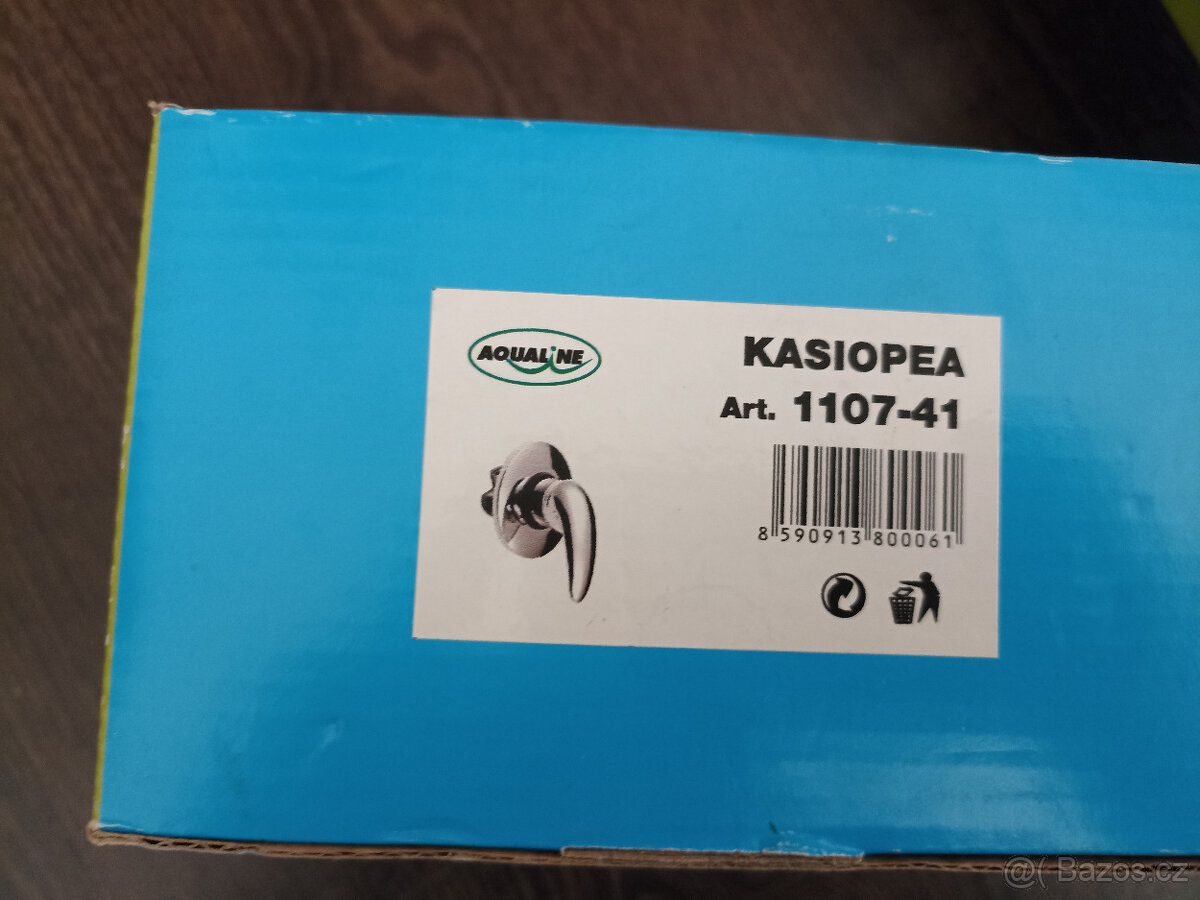 AQUALINE
KASIOPEA
Art. 1107-41
8 590913 800061
@( Bazos.cz